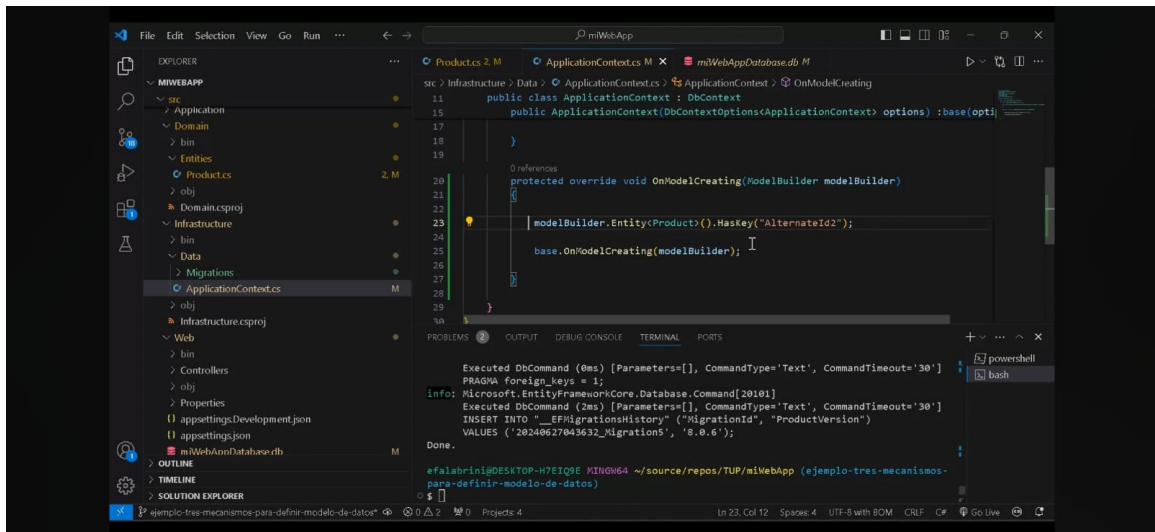 File Edit Selection View Go Run ··· miWebApp
EXPLORER ···
MIWEBAPP
src
Application
Domain
bin
Entities
Product.cs 2, M
obj
Domain.csproj
Infrastructure
bin
Data
Migrations
ApplicationContext.cs M
obj
Infrastructure.csproj
Web
bin
Controllers
obj
Properties
appsettings.Development.json
appsettings.json
miWebAppDatabase.db M
OUTLINE
TIMELINE
SOLUTION EXPLORER
Product.cs 2, M ApplicationContext.cs M miWebAppDatabase.db M
src > Infrastructure > Data > ApplicationContext.cs > ApplicationContext > OnModelCreating
11 public class ApplicationContext : DbContext
15 public ApplicationContext(DbContextOptions<ApplicationContext> options) :base(opti
17
18 }
19
0 references
20 protected override void OnModelCreating(ModelBuilder modelBuilder)
21 {
22
23 modelBuilder.Entity<Product>().HasKey("AlternateId2");
24
25 base.OnModelCreating(modelBuilder);
26
27 }
28
29 }
30 }
PROBLEMS 2 OUTPUT DEBUG CONSOLE TERMINAL PORTS
powershell
bash
Executed DbCommand (0ms) [Parameters=[], CommandType='Text', CommandTimeout='30']
PRAGMA foreign_keys = 1;
info: Microsoft.EntityFrameworkCore.Database.Command[20101]
Executed DbCommand (2ms) [Parameters=[], CommandType='Text', CommandTimeout='30']
INSERT INTO "__EFMigrationsHistory" ("MigrationId", "ProductVersion")
VALUES ('20240627043632_Migration5', '8.0.6');
Done.
efalabrini@DESKTOP-H7EIQ9E MINGW64 ~/source/repos/TUP/miWebApp (ejemplo-tres-mecanismos-
para-definir-modelo-de-datos)
$
ejemplo-tres-mecanismos-para-definir-modelo-de-datos* 0 2 0 Projects: 4 Ln 23, Col 12 Spaces: 4 UTF-8 with BOM CRLF C# Go Live